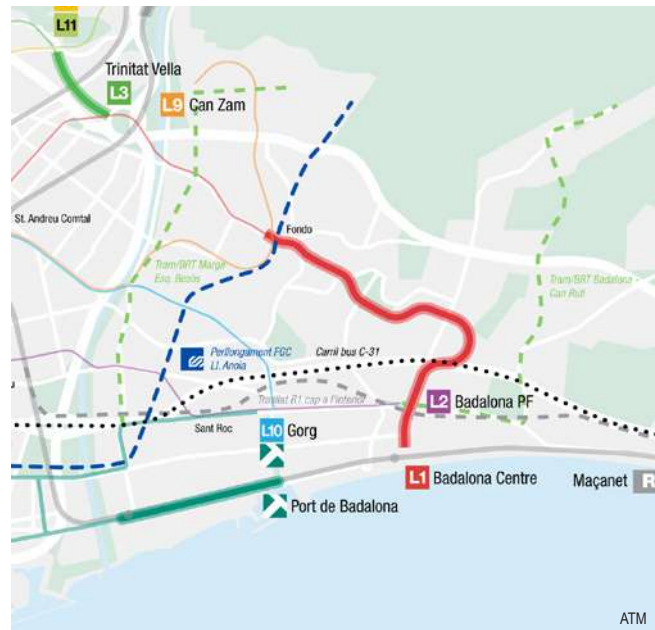 L11
Trinitat Vella
L3
L9 Can Zam
St. Andreu Comtal
Fondo
Tram/BRT Marge
Esq. Besòs
Tram/BRT Badalona -
Can Ruti
Perllongament FGC
Ll. Anoia
Carril bus C-31
Trasllat R1 cap a l'interior
L2 Badalona PF
Sant Roc
L10 Gorg
L1 Badalona Centre
Maçanet R
Port de Badalona
ATM